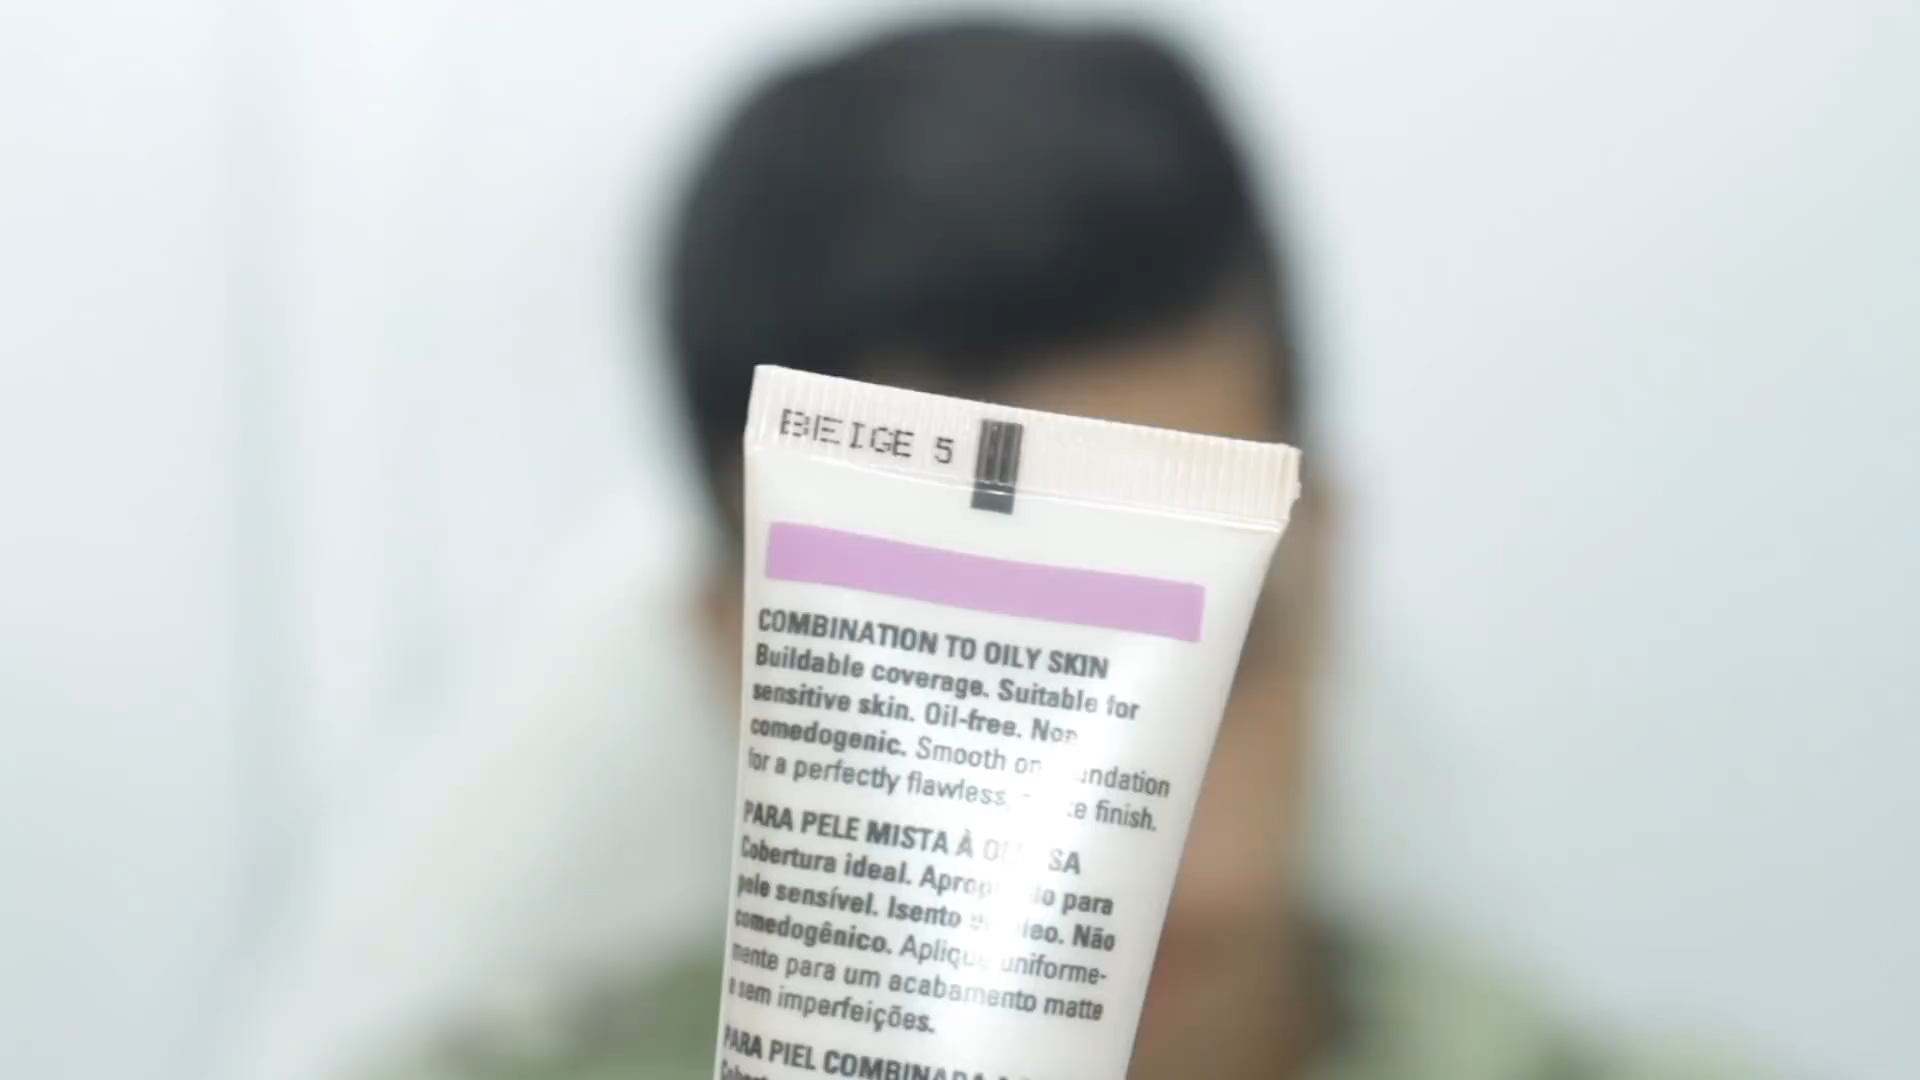 BEIGE 5
COMBINATION TO OILY SKIN
Buildable coverage. Suitable for
sensitive skin. Oil-free. Non
comedogenic. Smooth
for a perfectly flawless, finish.
PARA PELE MISTA À
Cobertura ideal. para
pele sensível. Isento Não
comedogênico. Aplique uniforme-
mente para um acabamento matte
e sem imperfeições.
PARA PIEL COMBINADA